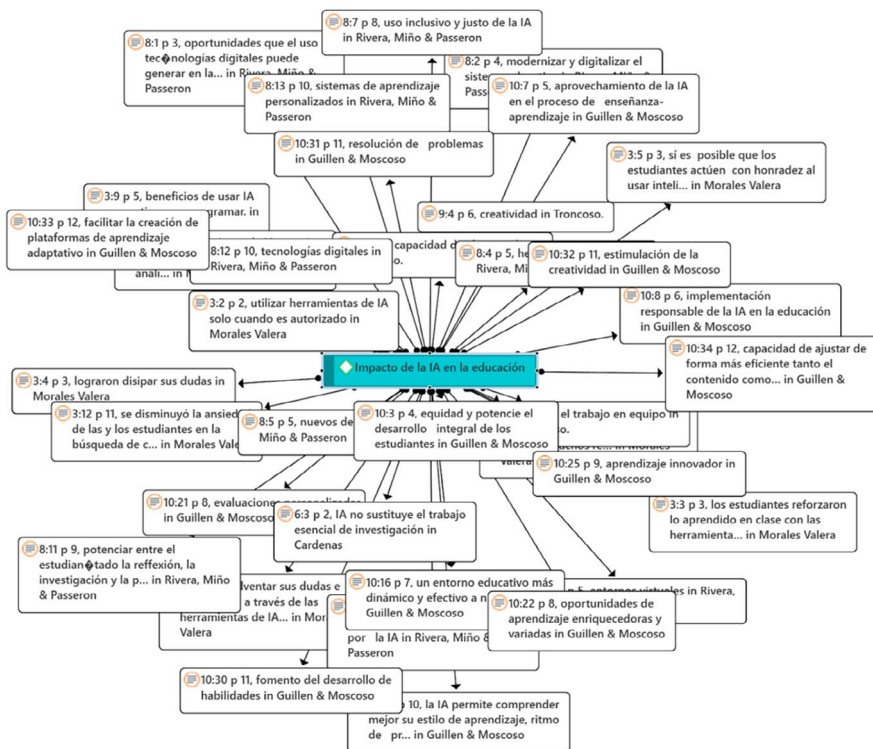 8:7 p 8, uso inclusivo y justo de la IA
in Rivera, Miño & Passeron
8:1 p 3, oportunidades que el uso
tec�nologías digitales puede
generar en la... in Rivera, Miño &
Passeron
8:2 p 4, modernizar y digitalizar el
8:13 p 10, sistemas de aprendizaje
personalizados in Rivera, Miño &
Passeron
10:7 p 5, aprovechamiento de la IA
en el proceso de enseñanza-
aprendizaje in Guillen & Moscoso
10:31 p 11, resolución de problemas
in Guillen & Moscoso
3:5 p 3, sí es posible que los
estudiantes actúen con honradez al
usar inteli... in Morales Valera
3:9 p 5, beneficios de usar IA
9:4 p 6, creatividad in Troncoso.
10:33 p 12, facilitar la creación de
plataformas de aprendizaje
adaptativo in Guillen & Moscoso
8:12 p 10, tecnologías digitales in
Rivera, Miño & Passeron
capacidad
8:4 p 5,
10:32 p 11, estimulación de la
creatividad in Guillen & Moscoso
3:2 p 2, utilizar herramientas de IA
solo cuando es autorizado in
Morales Valera
10:8 p 6, implementación
responsable de la IA en la educación
in Guillen & Moscoso
10:34 p 12, capacidad de ajustar de
forma más eficiente tanto el
contenido como... in Guillen &
Moscoso
Impacto de la IA en la educación
3:4 p 3, lograron disipar sus dudas in
Morales Valera
3:12 p 11, se disminuyó la
de las y los estudiantes en la
búsqueda de c... in Morales
8:5 p 5, nuevos
Miño & Passeron
10:3 p 4, equidad y potencie el
desarrollo integral de los
estudiantes in Guillen & Moscoso
el trabajo en equipo in
10:25 p 9, aprendizaje innovador in
Guillen & Moscoso
10:21 p 8, evaluaciones personalizadas
in Guillen & Moscoso
6:3 p 2, IA no sustituye el trabajo
esencial de investigación in
Cardenas
3:3 p 3, los estudiantes reforzaron
lo aprendido en clase con las
herramienta... in Morales Valera
8:11 p 9, potenciar entre el
estudian�tado la reffexión, la
investigación y la p... in Rivera, Miño
& Passeron
sus dudas e
a través de las
herramientas de IA... in
Valera
10:16 p 7, un entorno educativo más
dinámico y efectivo a
Guillen & Moscoso
in Rivera,
10:22 p 8, oportunidades de
aprendizaje enriquecedoras y
variadas in Guillen & Moscoso
por la IA in Rivera, Miño &
Passeron
10:30 p 11, fomento del desarrollo de
habilidades in Guillen & Moscoso
10, la IA permite comprender
mejor su estilo de aprendizaje, ritmo
de pr... in Guillen & Moscoso